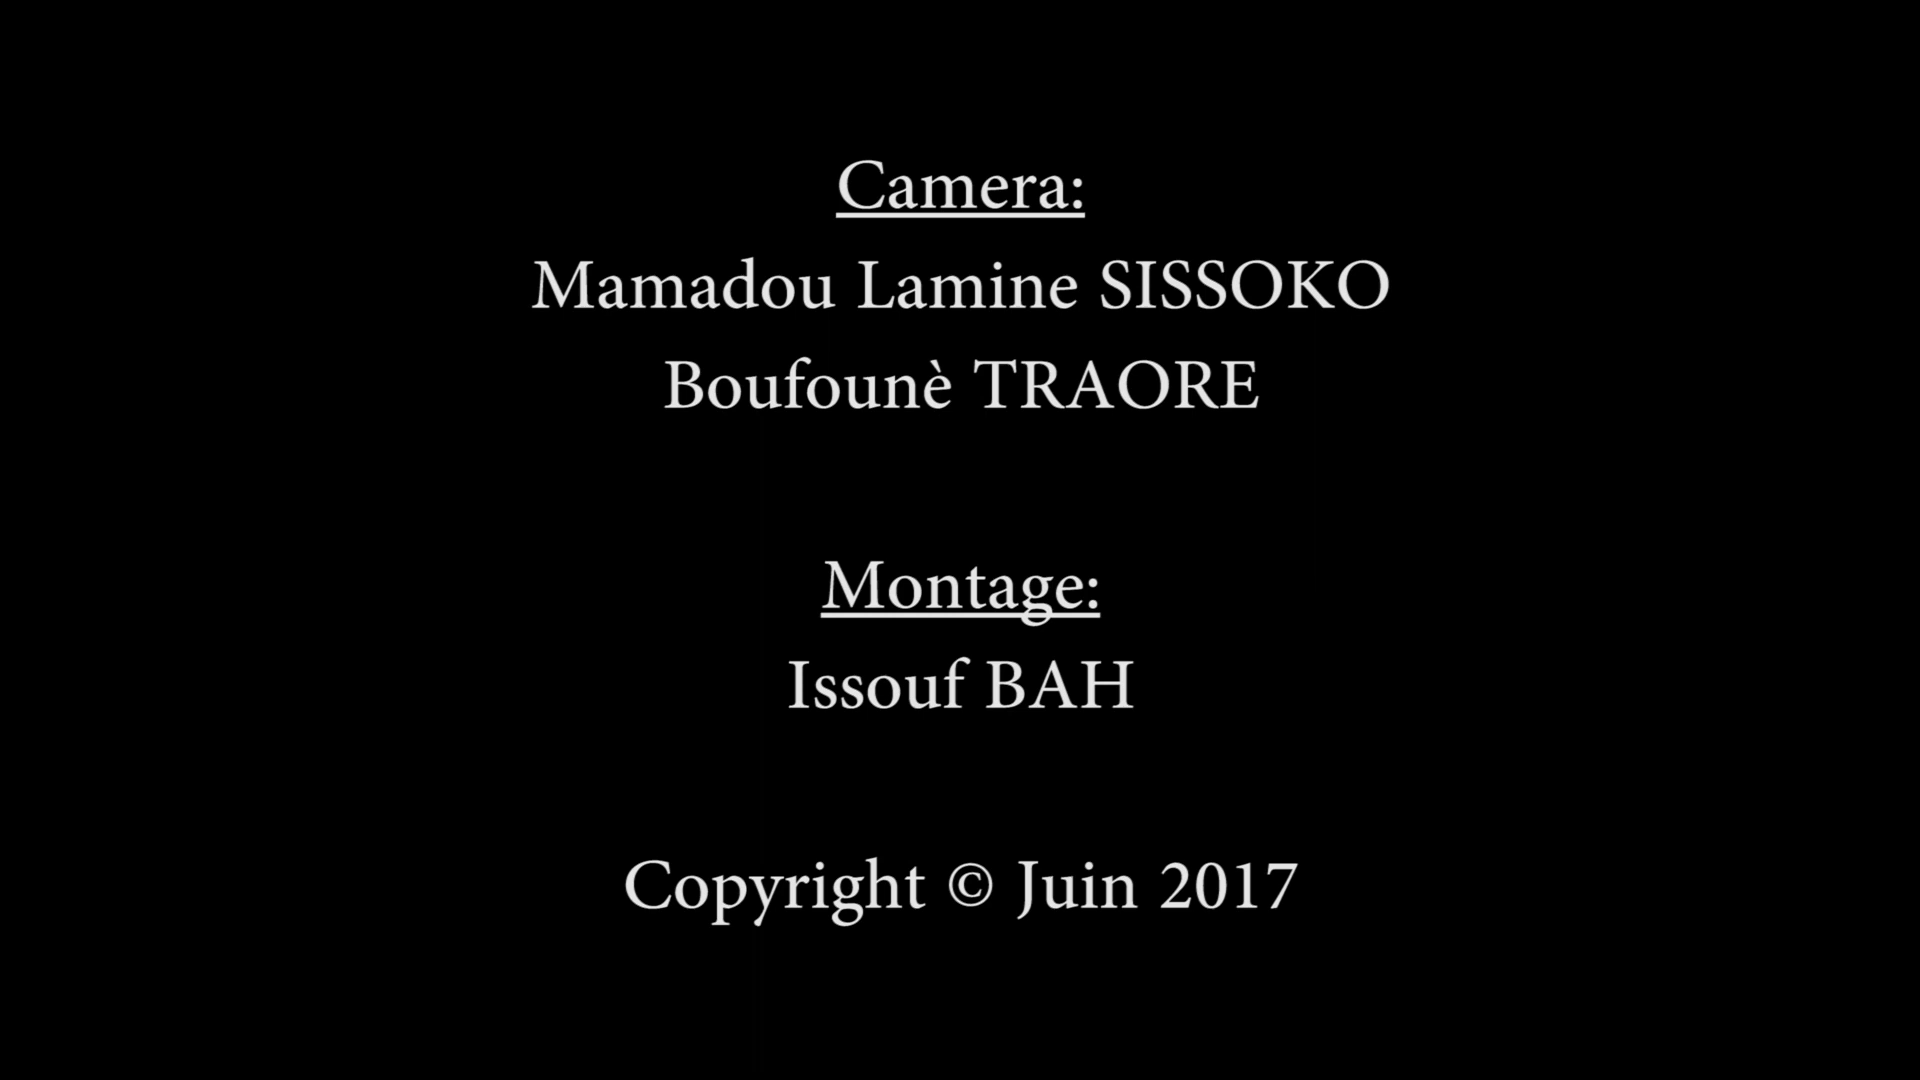 Camera:
Mamadou Lamine SISSOKO
Boufounè TRAORE
Montage:
Issouf BAH
Copyright © Juin 2017